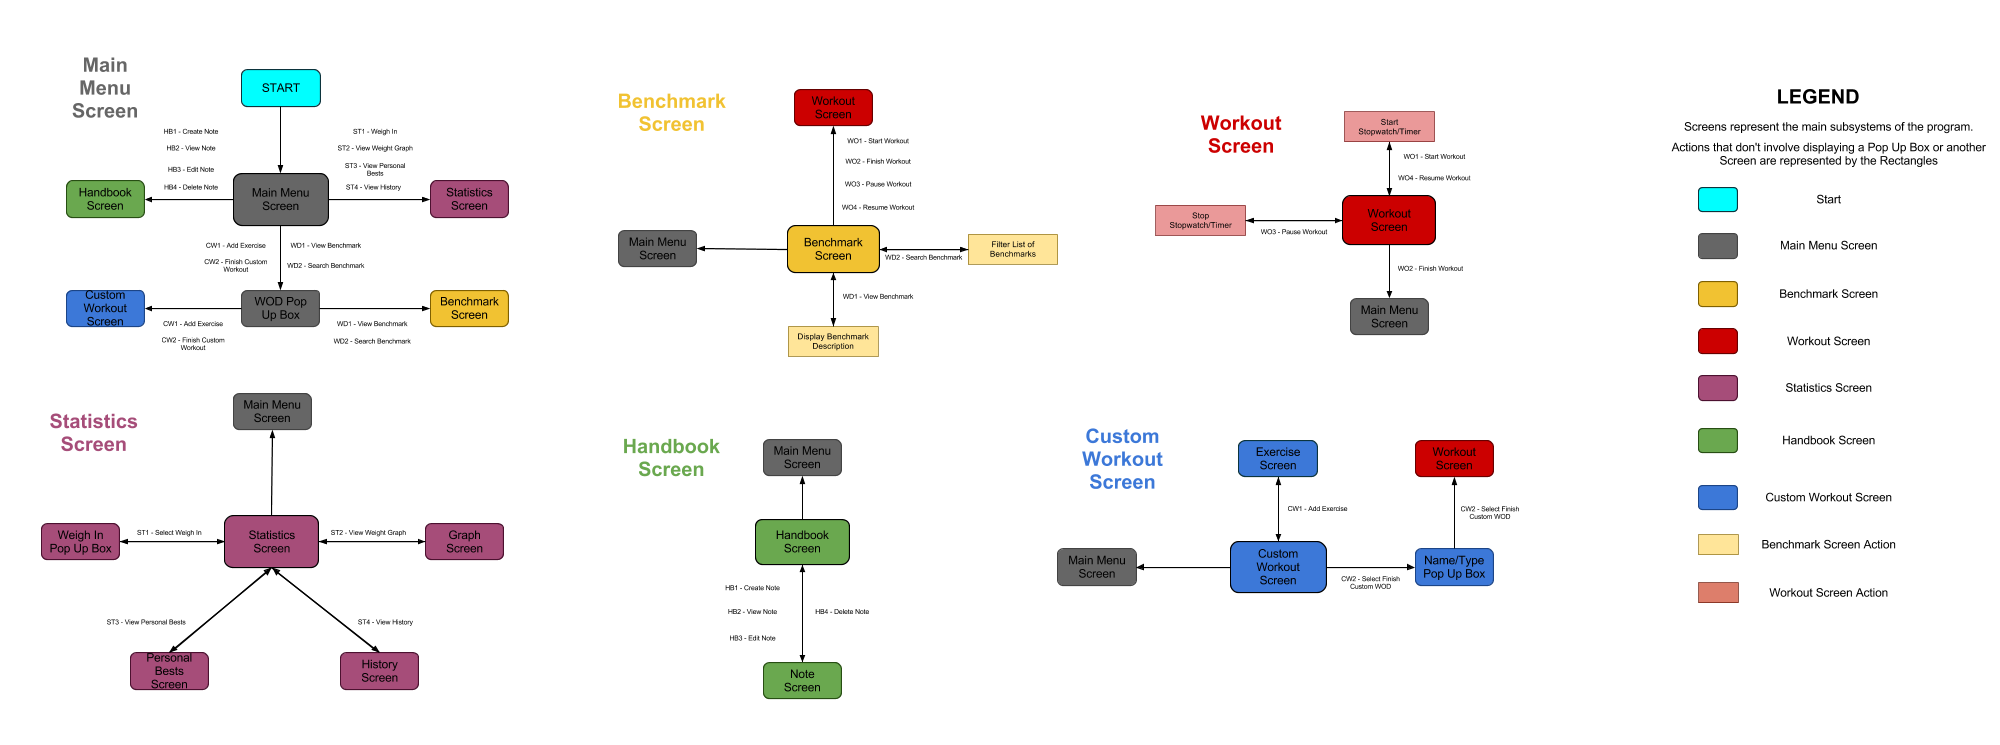 Main
Menu
Screen
START
HB1 - Create Note
HB2 - View Note
HB3 - Edit Note
HB4 - Delete Note
ST1 - Weigh In
ST2 - View Weight Graph
ST3 - View Personal
Bests
ST4 - View History
Handbook
Screen
Main Menu
Screen
Statistics
Screen
CW1 - Add Exercise
CW2 - Finish Custom
Workout
WD1 - View Benchmark
WD2 - Search Benchmark
Custom
Workout
Screen
WOD Pop
Up Box
Benchmark
Screen
CW1 - Add Exercise
CW2 - Finish Custom
Workout
WD1 - View Benchmark
WD2 - Search Benchmark
Benchmark
Screen
Workout
Screen
WO1 - Start Workout
WO2 - Finish Workout
WO3 - Pause Workout
WO4 - Resume Workout
Main Menu
Screen
Benchmark
Screen
WD2 - Search Benchmark
Filter List of
Benchmarks
WD1 - View Benchmark
Display Benchmark
Description
Workout
Screen
Start
Stopwatch/Timer
WO1 - Start Workout
WO4 - Resume Workout
Stop
Stopwatch/Timer
WO3 - Pause Workout
Workout
Screen
WO2 - Finish Workout
Main Menu
Screen
Statistics
Screen
Main Menu
Screen
Weigh In
Pop Up Box
ST1 - Select Weigh In
Statistics
Screen
ST2 - View Weight Graph
Graph
Screen
ST3 - View Personal Bests
ST4 - View History
Personal
Bests
Screen
History
Screen
Handbook
Screen
Main Menu
Screen
Handbook
Screen
HB1 - Create Note
HB2 - View Note
HB3 - Edit Note
HB4 - Delete Note
Note
Screen
Custom
Workout
Screen
Exercise
Screen
Workout
Screen
CW1 - Add Exercise
CW2 - Select Finish
Custom WOD
Main Menu
Screen
Custom
Workout
Screen
CW2 - Select Finish
Custom WOD
Name/Type
Pop Up Box
LEGEND
Screens represent the main subsystems of the program.
Actions that don't involve displaying a Pop Up Box or another
Screen are represented by the Rectangles
Start
Main Menu Screen
Benchmark Screen
Workout Screen
Statistics Screen
Handbook Screen
Custom Workout Screen
Benchmark Screen Action
Workout Screen Action